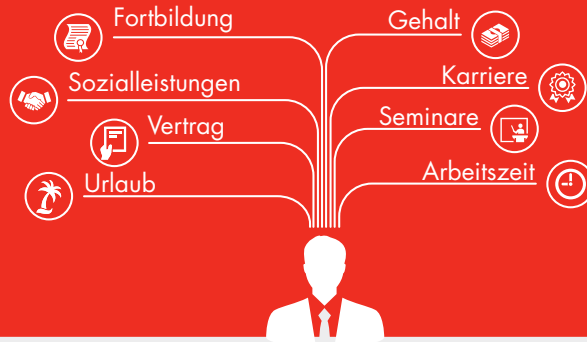 Fortbildung
Sozialleistungen
Vertrag
Urlaub
Gehalt
Karriere
Seminare
Arbeitszeit